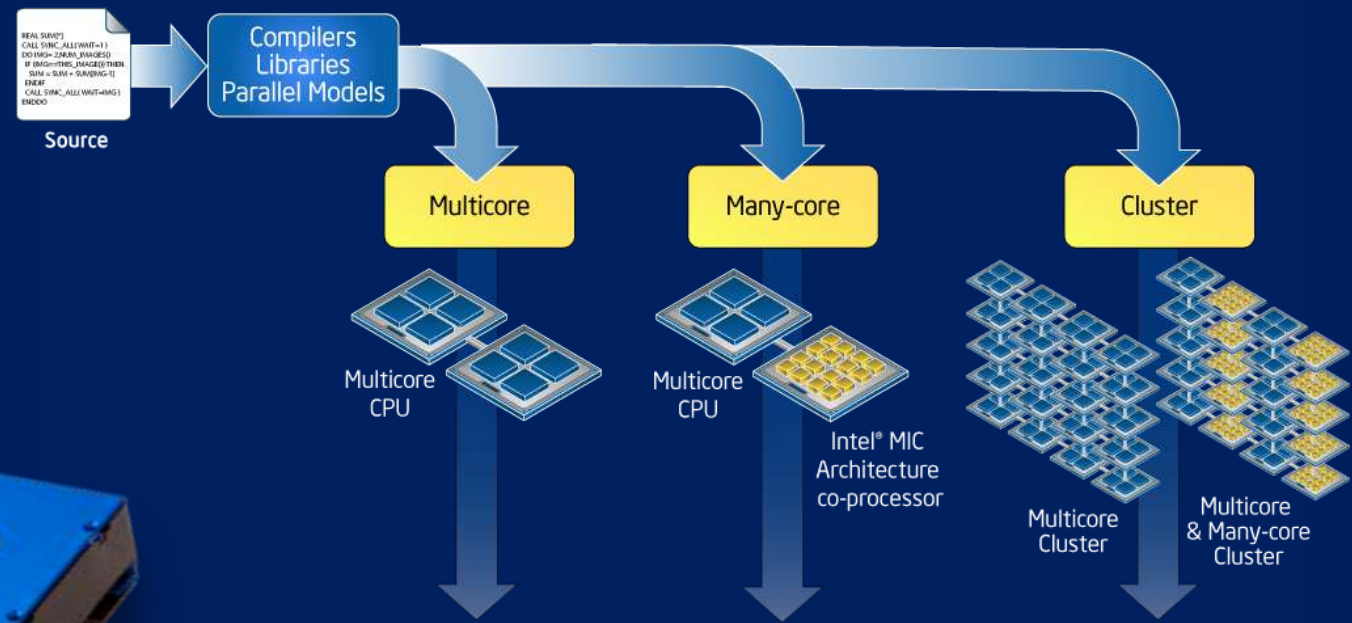 REAL SUM[*]
CALL SYNC_ALL( WAIT=1 )
DO IMG= 2,NUM_IMAGES()
IF (IMG==THIS_IMAGE()) THEN
SUM = SUM + SUM[IMG-1]
ENDIF
CALL SYNC_ALL( WAIT=IMG )
ENDDO
Source
Compilers
Libraries
Parallel Models
Multicore
Many-core
Cluster
Multicore
CPU
Multicore
CPU
Intel® MIC
Architecture
co-processor
Multicore
Cluster
Multicore
& Many-core
Cluster